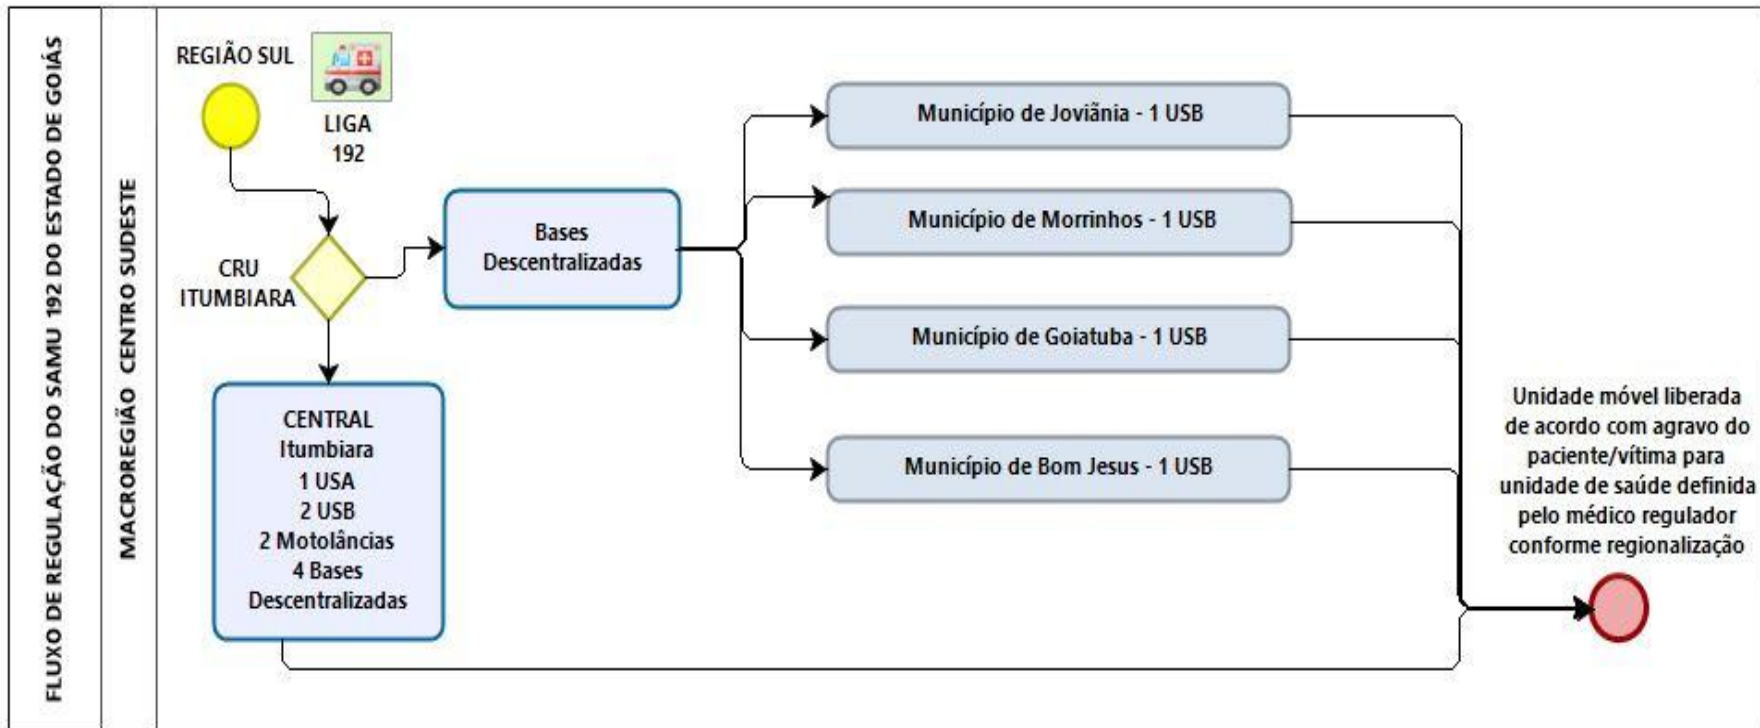 FLUXO DE REGULAÇÃO DO SAMU 192 DO ESTADO DE GOIÁS
MACROREGIÃO CENTRO SUDESTE
REGIÃO SUL
LIGA
192
CRU
ITUMBIARA
Bases
Descentralizadas
CENTRAL
Itumbiara
1 USA
2 USB
2 Motolâncias
4 Bases
Descentralizadas
Município de Joviânia - 1 USB
Município de Morrinhos - 1 USB
Município de Goiatuba - 1 USB
Município de Bom Jesus - 1 USB
Unidade móvel liberada
de acordo com agravo do
paciente/vítima para
unidade de saúde definida
pelo médico regulador
conforme regionalização